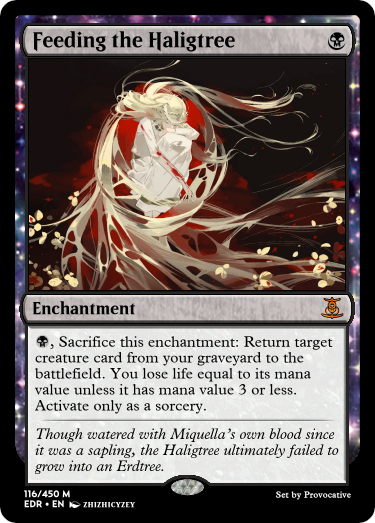 Feeding the Haligtree
Enchantment
, Sacrifice this enchantment: Return target
creature card from your graveyard to the
battlefield. You lose life equal to its mana
value unless it has mana value 3 or less.
Activate only as a sorcery.
Though watered with Miquella's own blood since
it was a sapling, the Haligtree ultimately failed to
grow into an Erdtree.
116/450 M
EDR • EN ZHIZHICYZEY
Set by Provocative